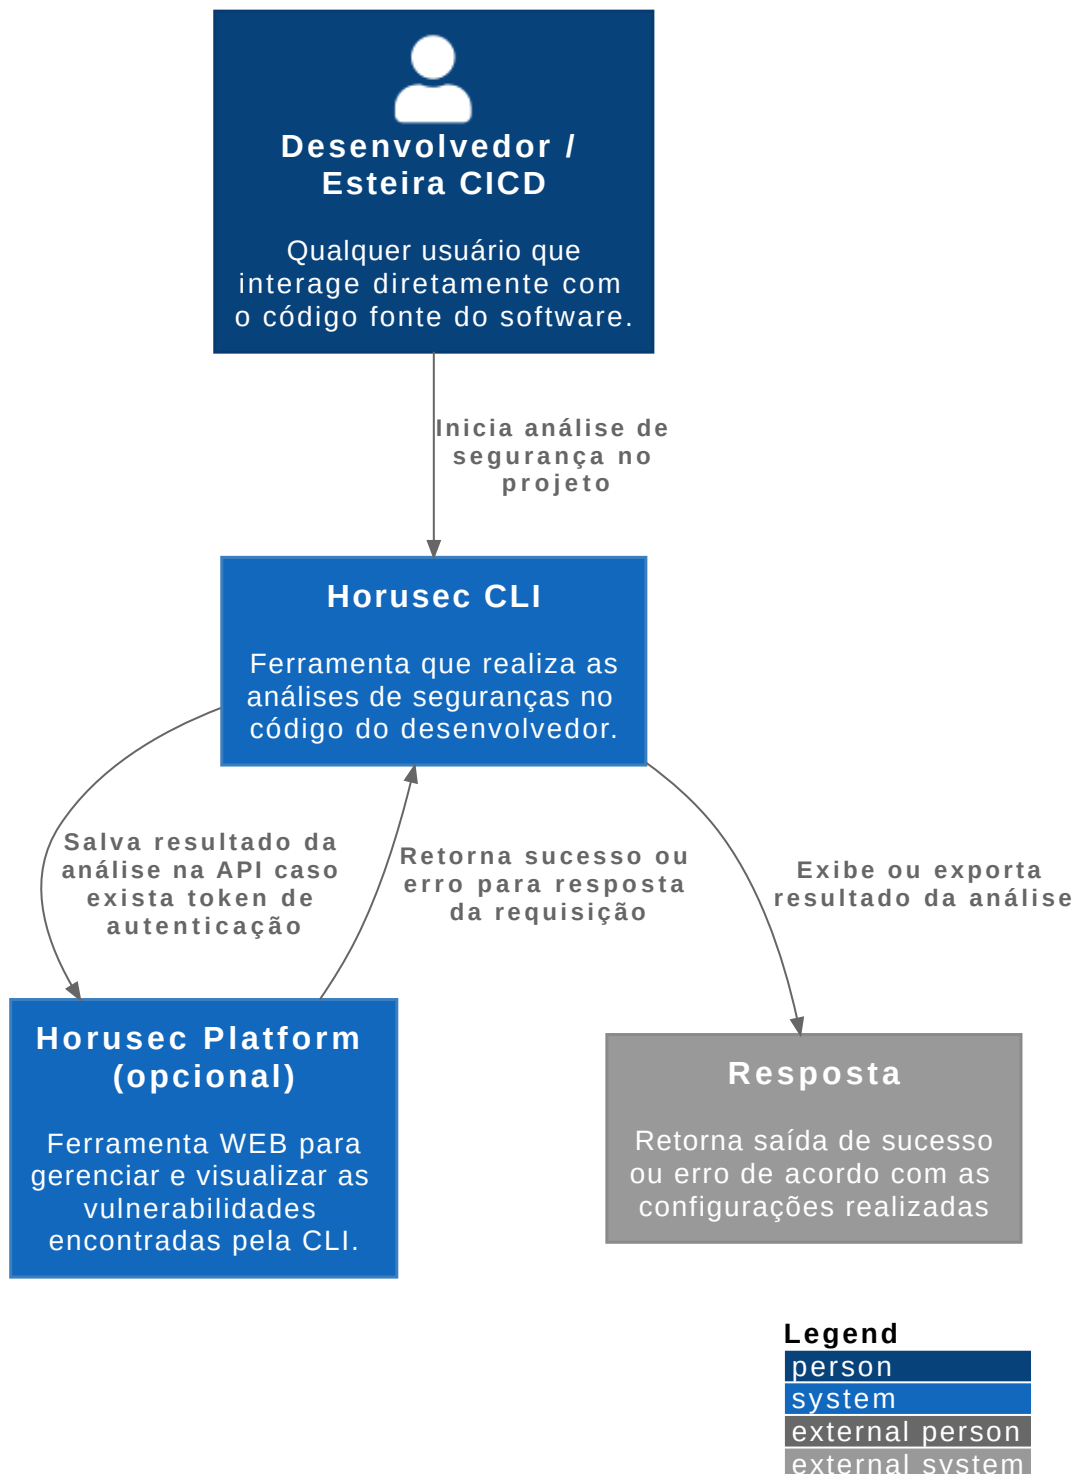 Desenvolvedor /
Esteira CICD
Qualquer usuário que
interage diretamente com
o código fonte do software.
Inicia análise de
segurança no
projeto
Horusec CLI
Ferramenta que realiza as
análises de seguranças no
código do desenvolvedor.
Salva resultado da
análise na API caso
exista token de
autenticação
Retorna sucesso ou
erro para resposta
da requisição
Exibe ou exporta
resultado da análise
Horusec Platform
(opcional)
Ferramenta WEB para
gerenciar e visualizar as
vulnerabilidades
encontradas pela CLI.
Resposta
Retorna saída de sucesso
ou erro de acordo com as
configurações realizadas
Legend
person
system
external person
external system